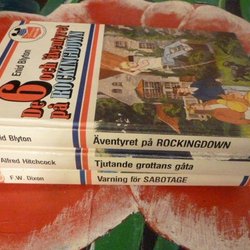 Enid Blyton
De 6
och Äventyret
på ROCKINGDOWN
id Blyton
Äventyret på ROCKINGDOWN
Alfred Hitchcock
Tjutande grottans gåta
F. W. Dixon
Varning för SABOTAGE